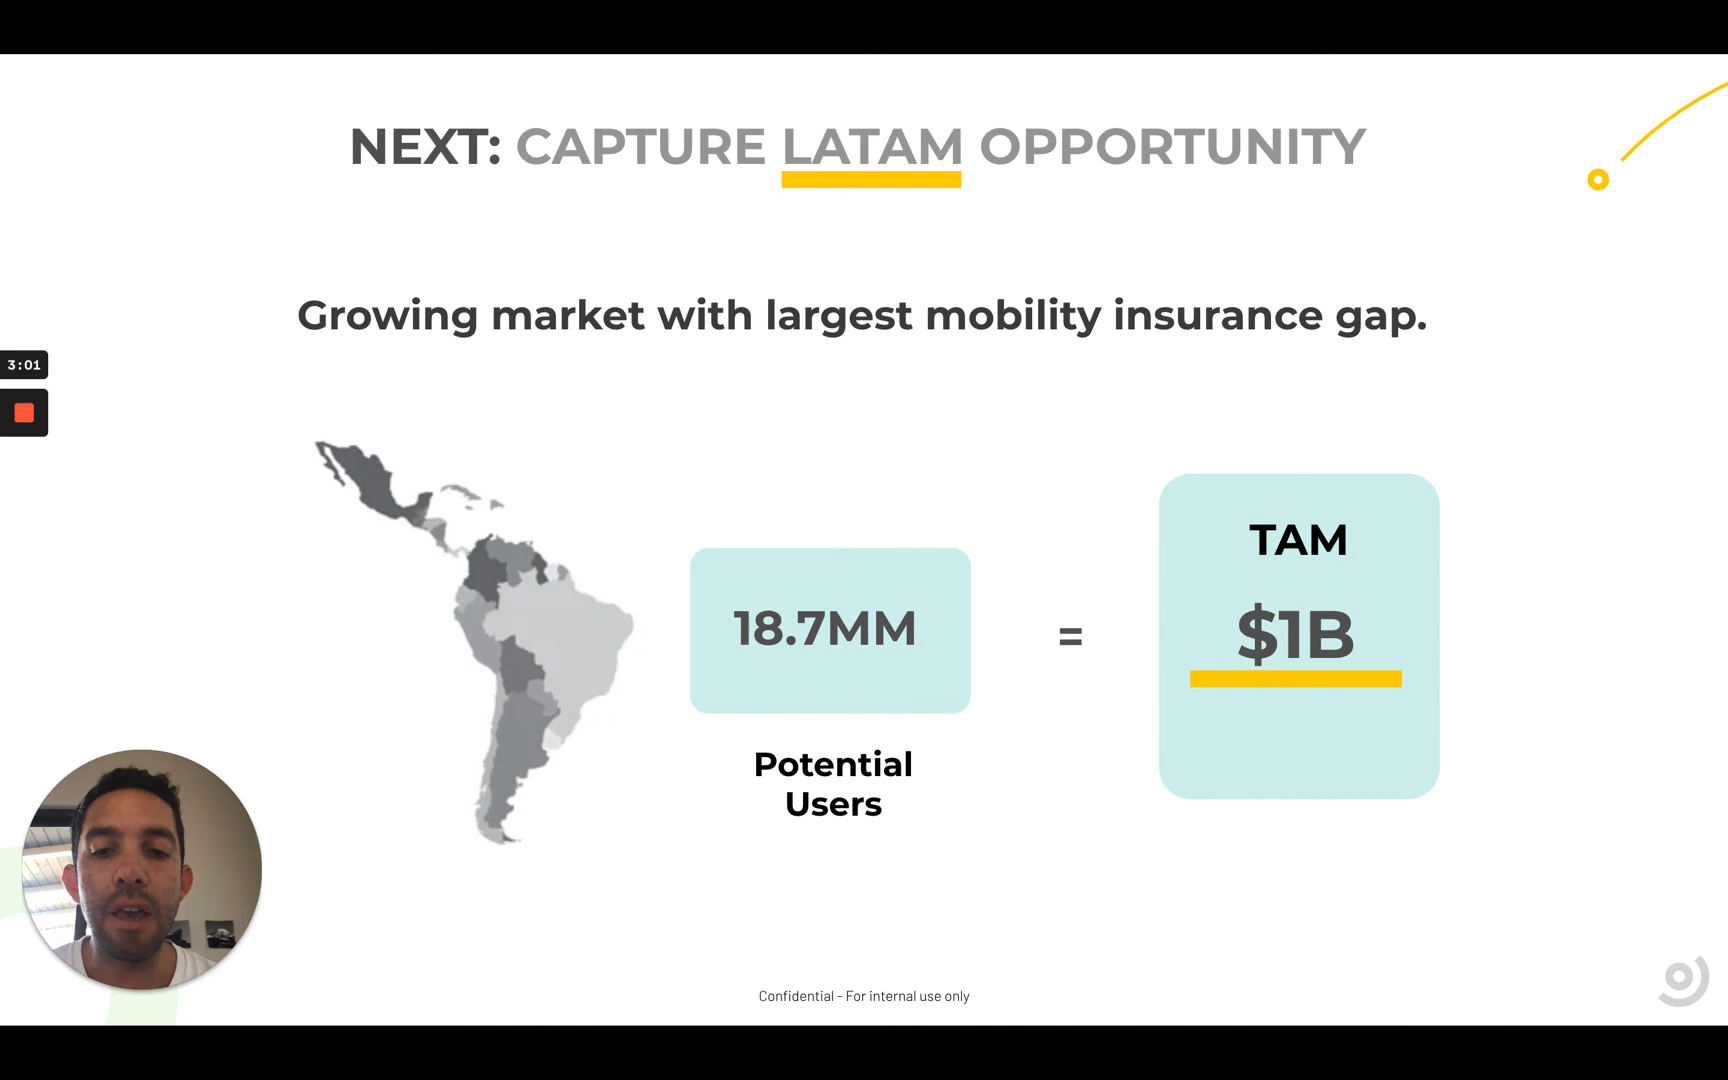 NEXT: CAPTURE LATAM OPPORTUNITY
Growing market with largest mobility insurance gap.
3:01
18.7MM
=
TAM
$1B
Potential
Users
Confidential - For internal use only